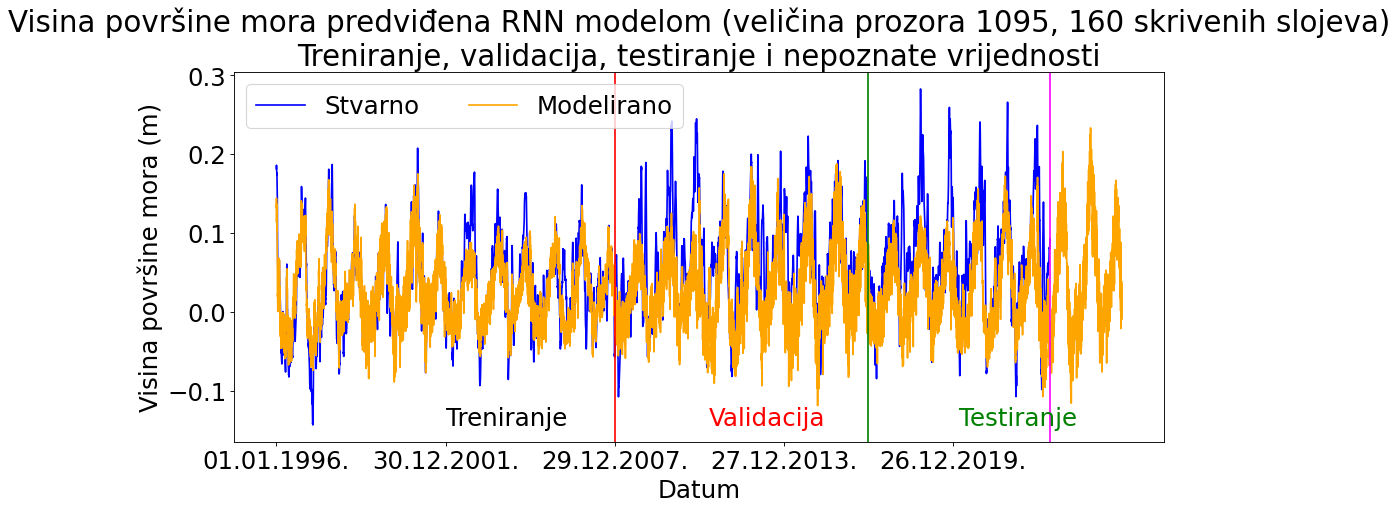 Visina površine mora predviđena RNN modelom (veličina prozora 1095, 160 skrivenih slojeva)
Treniranje, validacija, testiranje i nepoznate vrijednosti
Stvarno Modelirano
Visina površine mora (m)
0.3
0.2
0.1
0.0
−0.1
Treniranje Validacija Testiranje
01.01.1996. 30.12.2001. 29.12.2007. 27.12.2013. 26.12.2019.
Datum